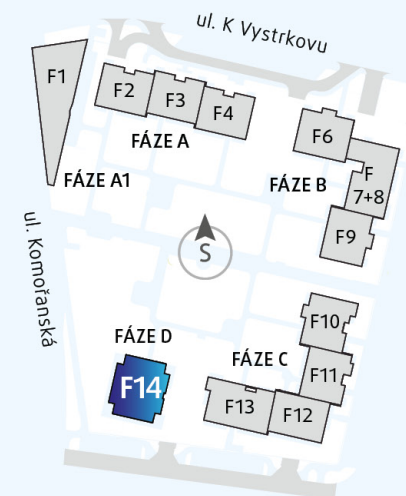 ul. K Vystrkovu
F1
F2
F3
F4
FÁZE A
F6
F
7+8
FÁZE A1
FÁZE B
F9
ul. Komořanská
S
F10
FÁZE D
FÁZE C
F11
F14
F13
F12